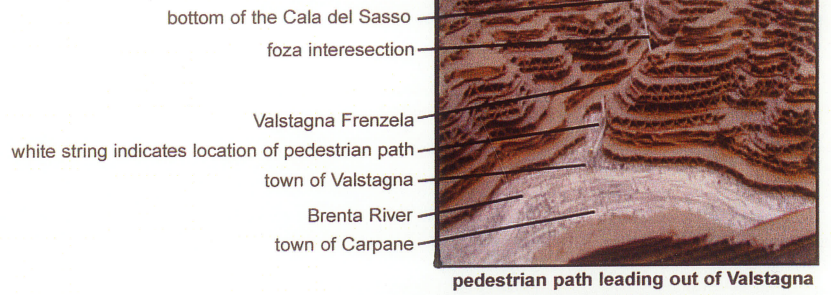 bottom of the Cala del Sasso
foza interesection
Valstagna Frenzela
white string indicates location of pedestrian path
town of Valstagna
Brenta River
town of Carpane
pedestrian path leading out of Valstagna